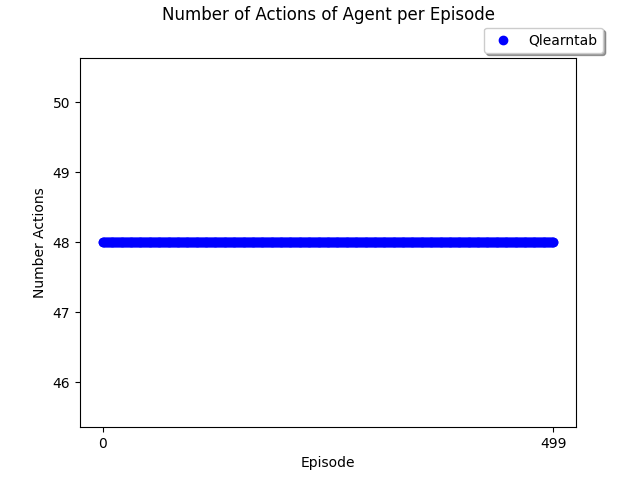 Number of Actions of Agent per Episode
Qlearntab
50
49
48
47
46
Number Actions
0
499
Episode